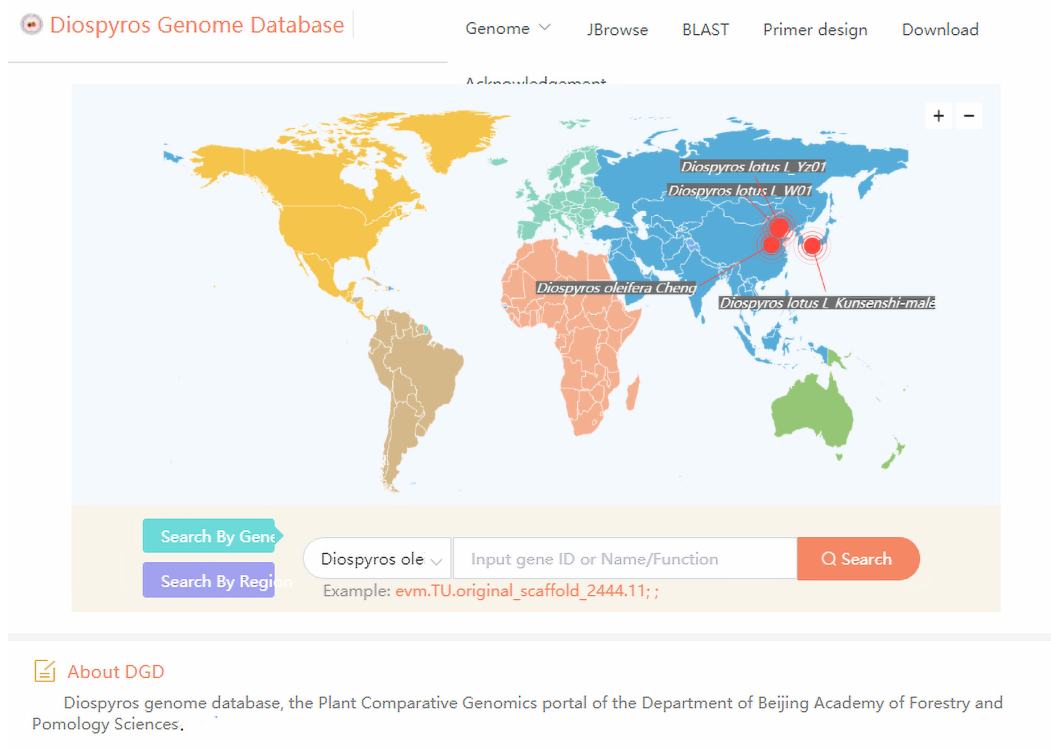 Diospyros Genome Database
Genome JBrowse BLAST Primer design Download
Acknowledgement
+ −
Diospyros lotus L_Yz01
Diospyros lotus L_W01
Diospyros oleifera Cheng
Diospyros lotus L_Kunsenshi-male
Search By Gene
Diospyros ole Input gene ID or Name/Function Search
Search By Region
Example: evm.TU.original_scaffold_2444.11; ;
About DGD
Diospyros genome database, the Plant Comparative Genomics portal of the Department of Beijing Academy of Forestry and
Pomology Sciences.